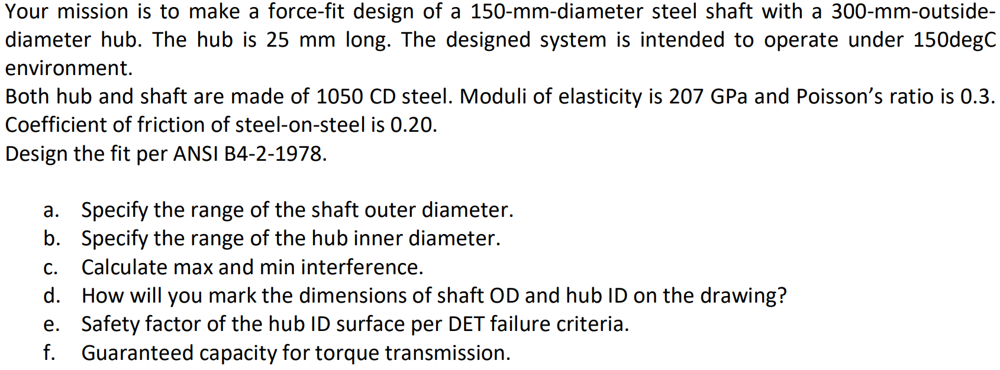 Your mission is to make a force-fit design of a 150-mm-diameter steel shaft with a 300-mm-outside-
diameter hub. The hub is 25 mm long. The designed system is intended to operate under 150degC
environment.
Both hub and shaft are made of 1050 CD steel. Moduli of elasticity is 207 GPa and Poisson’s ratio is 0.3.
Coefficient of friction of steel-on-steel is 0.20.
Design the fit per ANSI B4-2-1978.
a. Specify the range of the shaft outer diameter.
b. Specify the range of the hub inner diameter.
c. Calculate max and min interference.
d. How will you mark the dimensions of shaft OD and hub ID on the drawing?
e. Safety factor of the hub ID surface per DET failure criteria.
f. Guaranteed capacity for torque transmission.